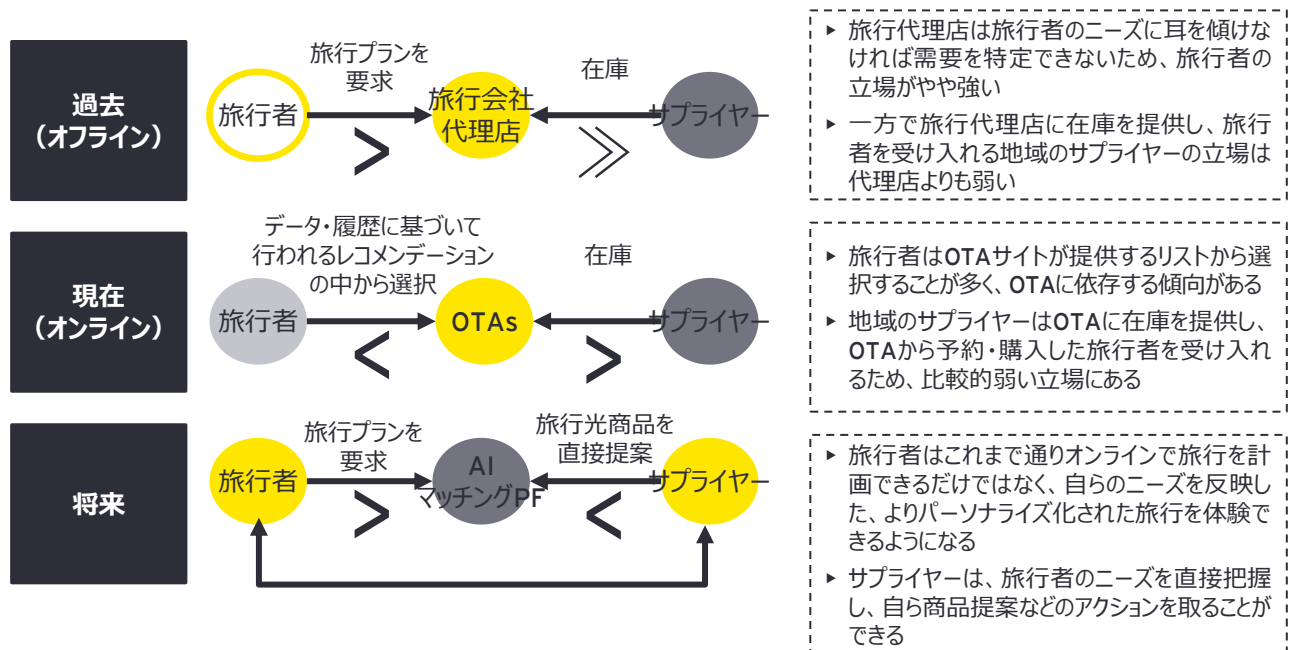 過去
（オフライン）
旅行者
旅行プランを
要求
>
旅行会社
代理店
在庫
≫
サプライヤー
▶ 旅行代理店は旅行者のニーズに耳を傾けな
ければ需要を特定できないため、旅行者の
立場がやや強い
▶ 一方で旅行代理店に在庫を提供し、旅行
者を受け入れる地域のサプライヤーの立場は
代理店よりも弱い
現在
（オンライン）
旅行者
データ・履歴に基づいて
行われるレコメンデーション
の中から選択
<
OTAs
在庫
>
サプライヤー
▶ 旅行者はOTAサイトが提供するリストから選
択することが多く、OTAに依存する傾向がある
▶ 地域のサプライヤーはOTAに在庫を提供し、
OTAから予約・購入した旅行者を受け入れ
るため、比較的弱い立場にある
将来
旅行者
旅行プランを
要求
>
AI
マッチングPF
旅行光商品を
直接提案
<
サプライヤー
▶ 旅行者はこれまで通りオンラインで旅行を計
画できるだけではなく、自らのニーズを反映し
た、よりパーソナライズ化された旅行を体験で
きるようになる
▶ サプライヤーは、旅行者のニーズを直接把握
し、自ら商品提案などのアクションを取ることが
できる